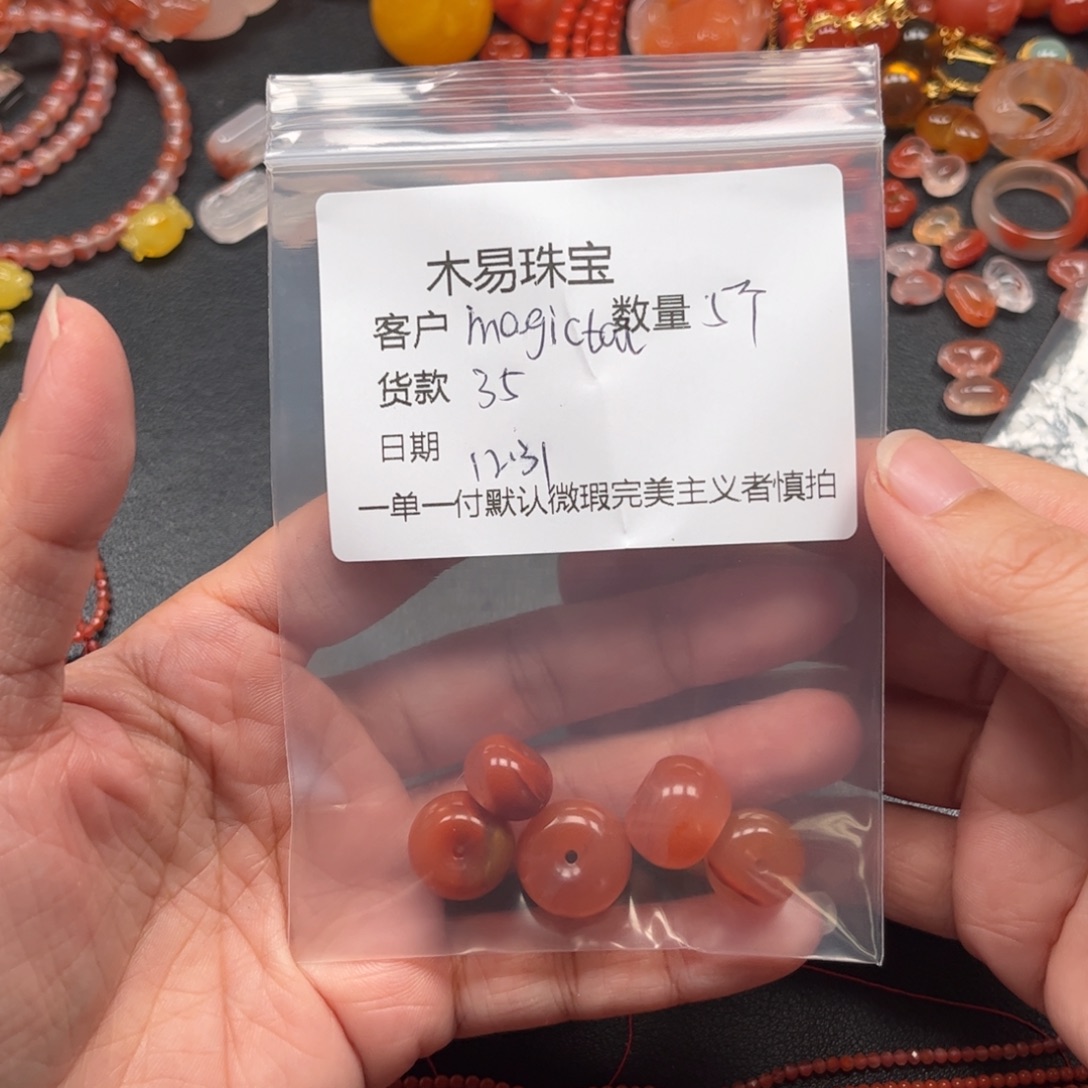 木易珠宝
客户 magictai 数量 5个
货款 35
日期 12.31
一单一付默认微瑕完美主义者慎拍